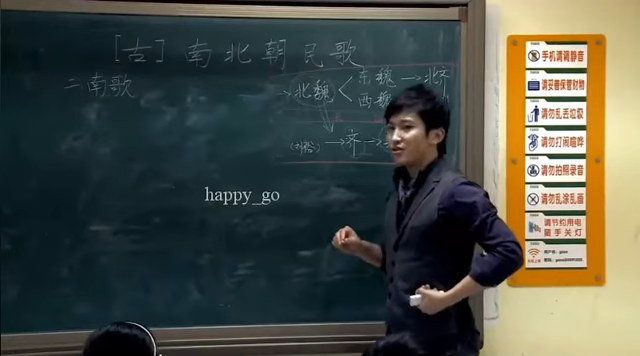 [古]南北朝民歌
二南歌
→北魏<东魏→北齐
西魏
→齐→
happy_go
手机请调静音
请妥善保管财物
请勿乱丢垃圾
请勿打闹喧哗
请勿拍照录音
请勿乱涂乱画
请节约用电
随手关灯